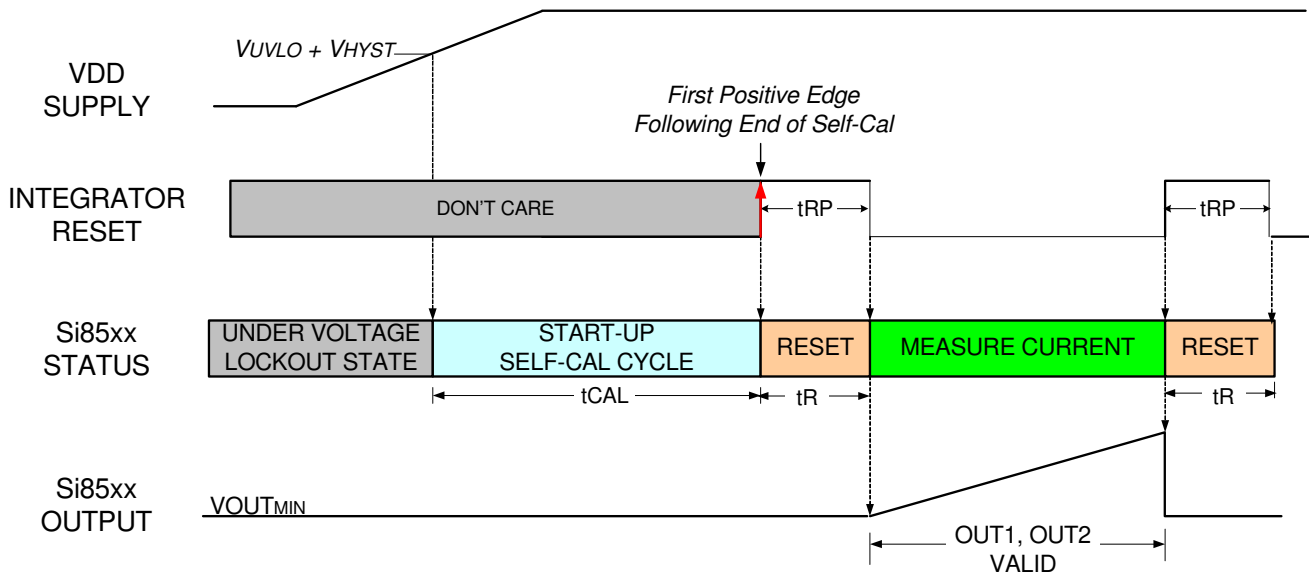 VUVLO + VHYST
VDD
SUPPLY
First Positive Edge
Following End of Self-Cal
INTEGRATOR
RESET
DON'T CARE
tRP
tRP
Si85xx
STATUS
UNDER VOLTAGE
LOCKOUT STATE
START-UP
SELF-CAL CYCLE
RESET
MEASURE CURRENT
RESET
tCAL
tR
tR
Si85xx
OUTPUT
VOUTMIN
OUT1, OUT2
VALID